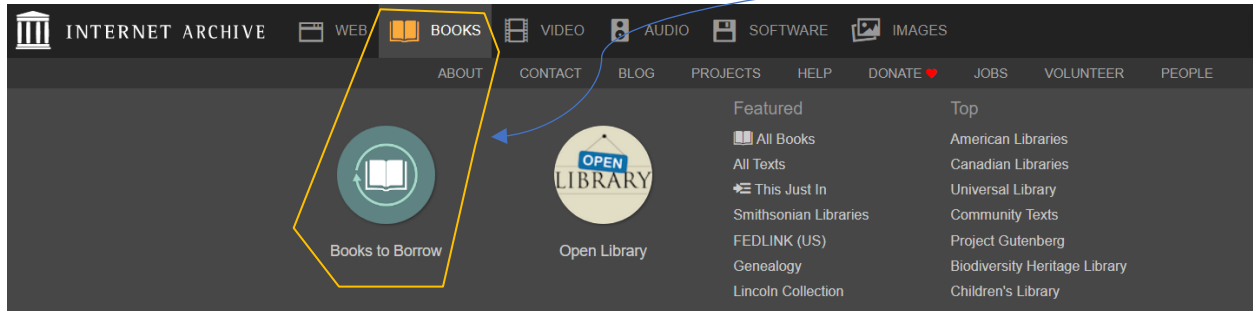 INTERNET ARCHIVE WEB BOOKS VIDEO AUDIO SOFTWARE IMAGES
ABOUT CONTACT BLOG PROJECTS HELP DONATE JOBS VOLUNTEER PEOPLE
OPEN
LIBRARY
Books to Borrow
Open Library
Featured
All Books
All Texts
This Just In
Smithsonian Libraries
FEDLINK (US)
Genealogy
Lincoln Collection
Top
American Libraries
Canadian Libraries
Universal Library
Community Texts
Project Gutenberg
Biodiversity Heritage Library
Children's Library